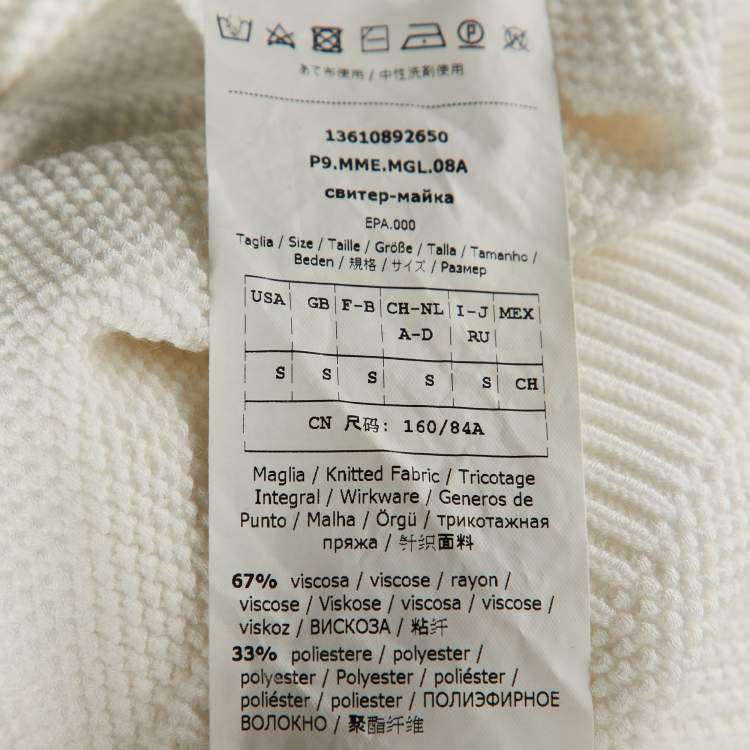 あて布使用 / 中性洗剤使用
13610892650
P9.MME.MGL.08A
свитер-майка
EPA.000
Taglia / Size / Taille / Größe / Talla / Tamanho /
Beden / 規格 / サイズ / Размер
USA GB F-B CH-NL I-J MEX
A-D RU
S S S S S CH
CN 尺码: 160/84A
Maglia / Knitted Fabric / Tricotage
Integral / Wirkware / Generos de
Punto / Malha / Örgü / трикотажная
пряжа / 针织面料
67% viscosa / viscose / rayon /
viscose / Viskose / viscosa / viscose /
viskoz / ВИСКОЗА / 粘纤
33% poliestere / polyester /
polyester / Polyester / poliéster /
poliéster / polyester / ПОЛИЭФИРНОЕ
ВОЛОКНО / 聚酯纤维